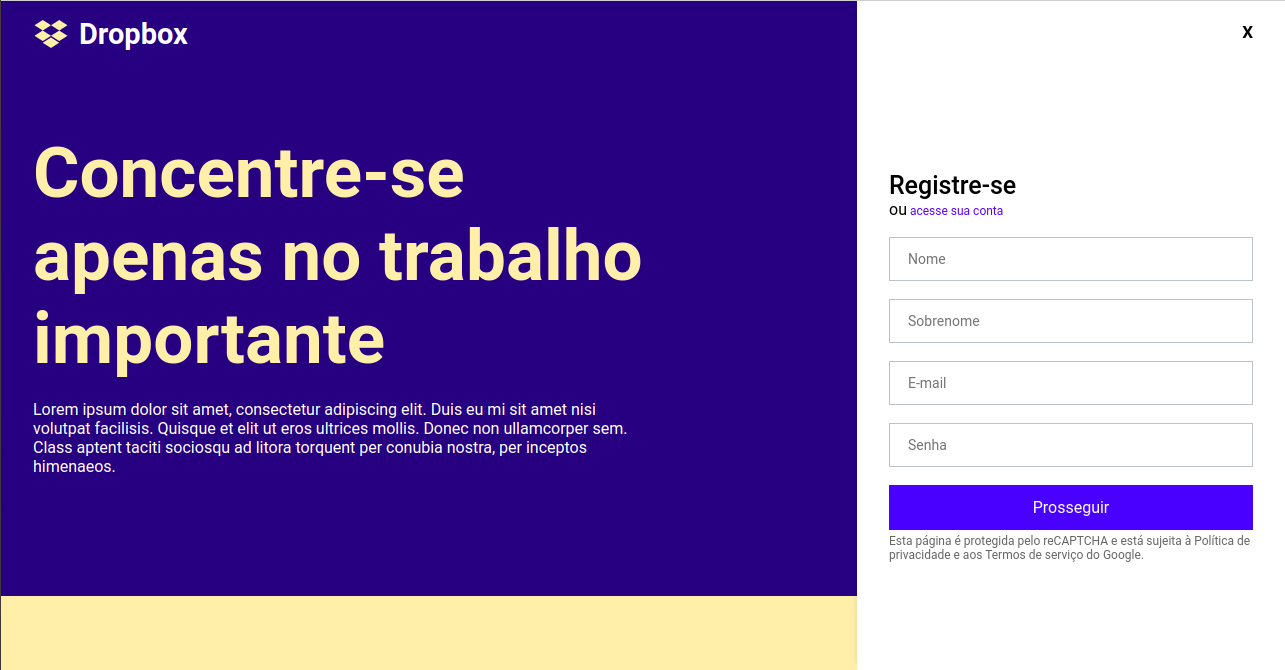 Dropbox
X
Concentre-se
apenas no trabalho
importante
Lorem ipsum dolor sit amet, consectetur adipiscing elit. Duis eu mi sit amet nisi
volutpat facilisis. Quisque et elit ut eros ultrices mollis. Donec non ullamcorper sem.
Class aptent taciti sociosqu ad litora torquent per conubia nostra, per inceptos
himenaeos.
Registre-se
ou acesse sua conta
Nome
Sobrenome
E-mail
Senha
Prosseguir
Esta página é protegida pelo reCAPTCHA e está sujeita à Política de
privacidade e aos Termos de serviço do Google.